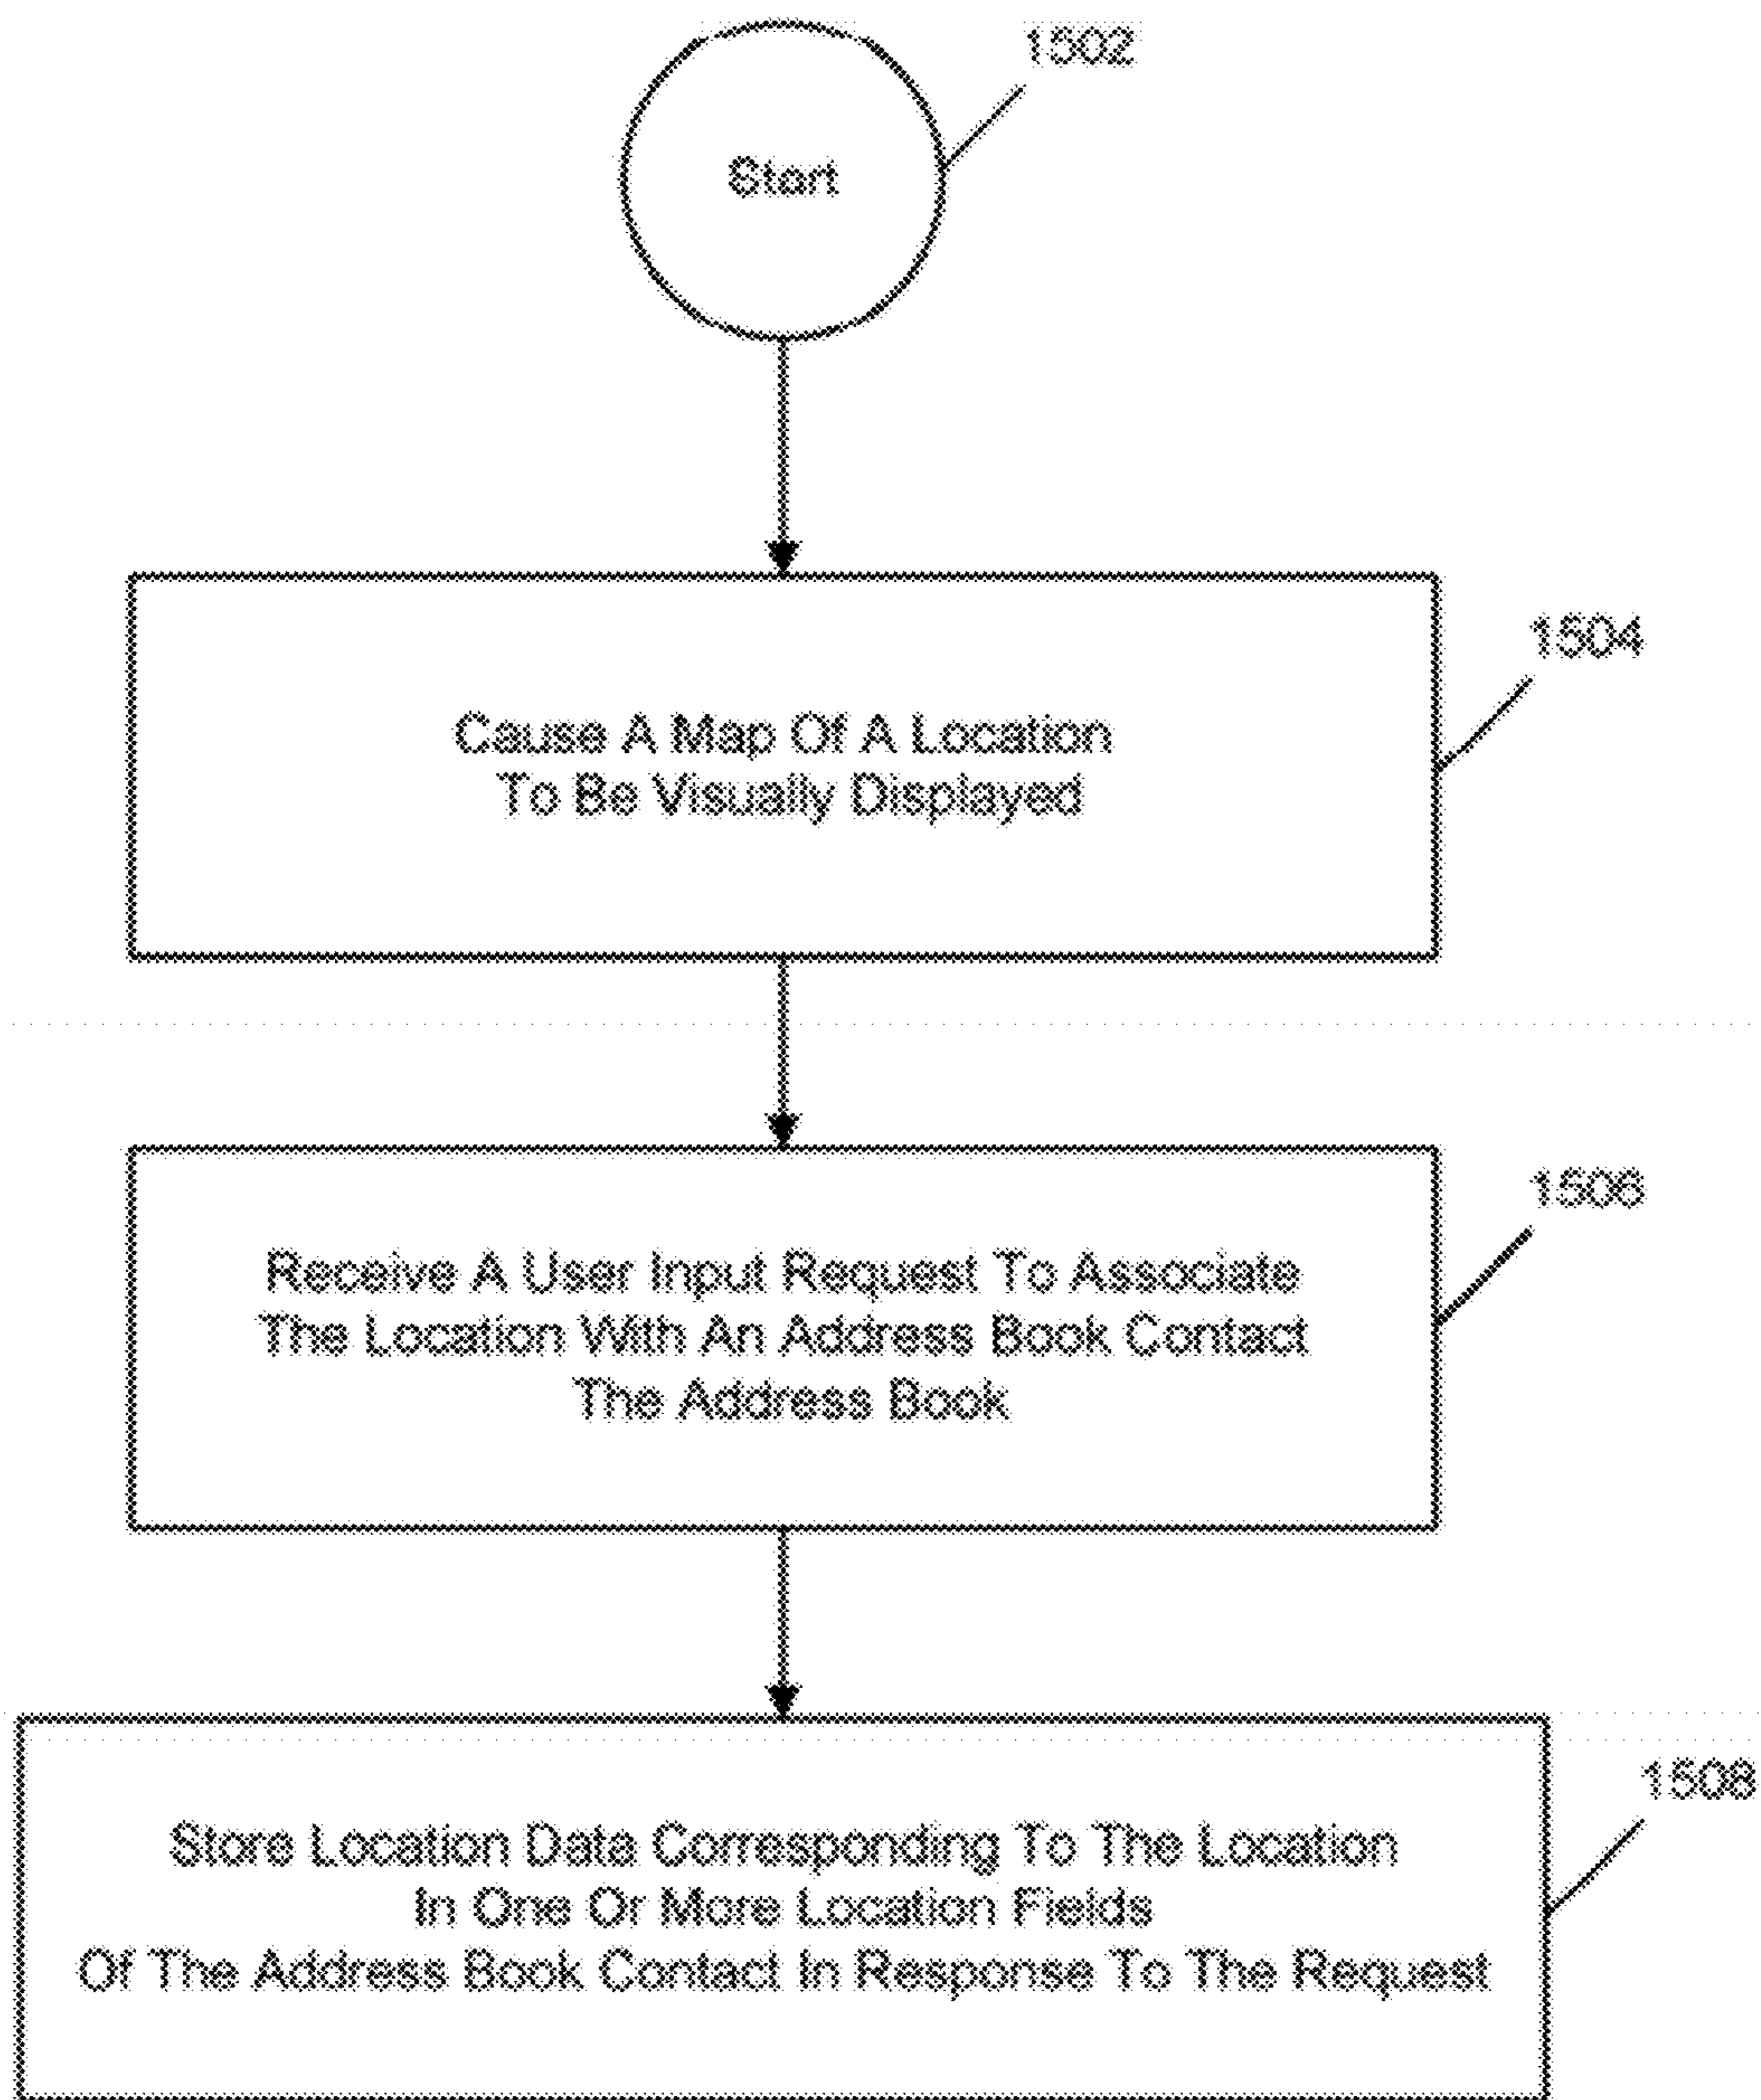 1502
Start
1504
Cause A Map Of A Location
To Be Visually Displayed
1506
Receive A User Input Request To Associate
The Location With An Address Book Contact
The Address Book
1508
Store Location Data Corresponding To The Location
In One Or More Location Fields
Of The Address Book Contact In Response To The Request